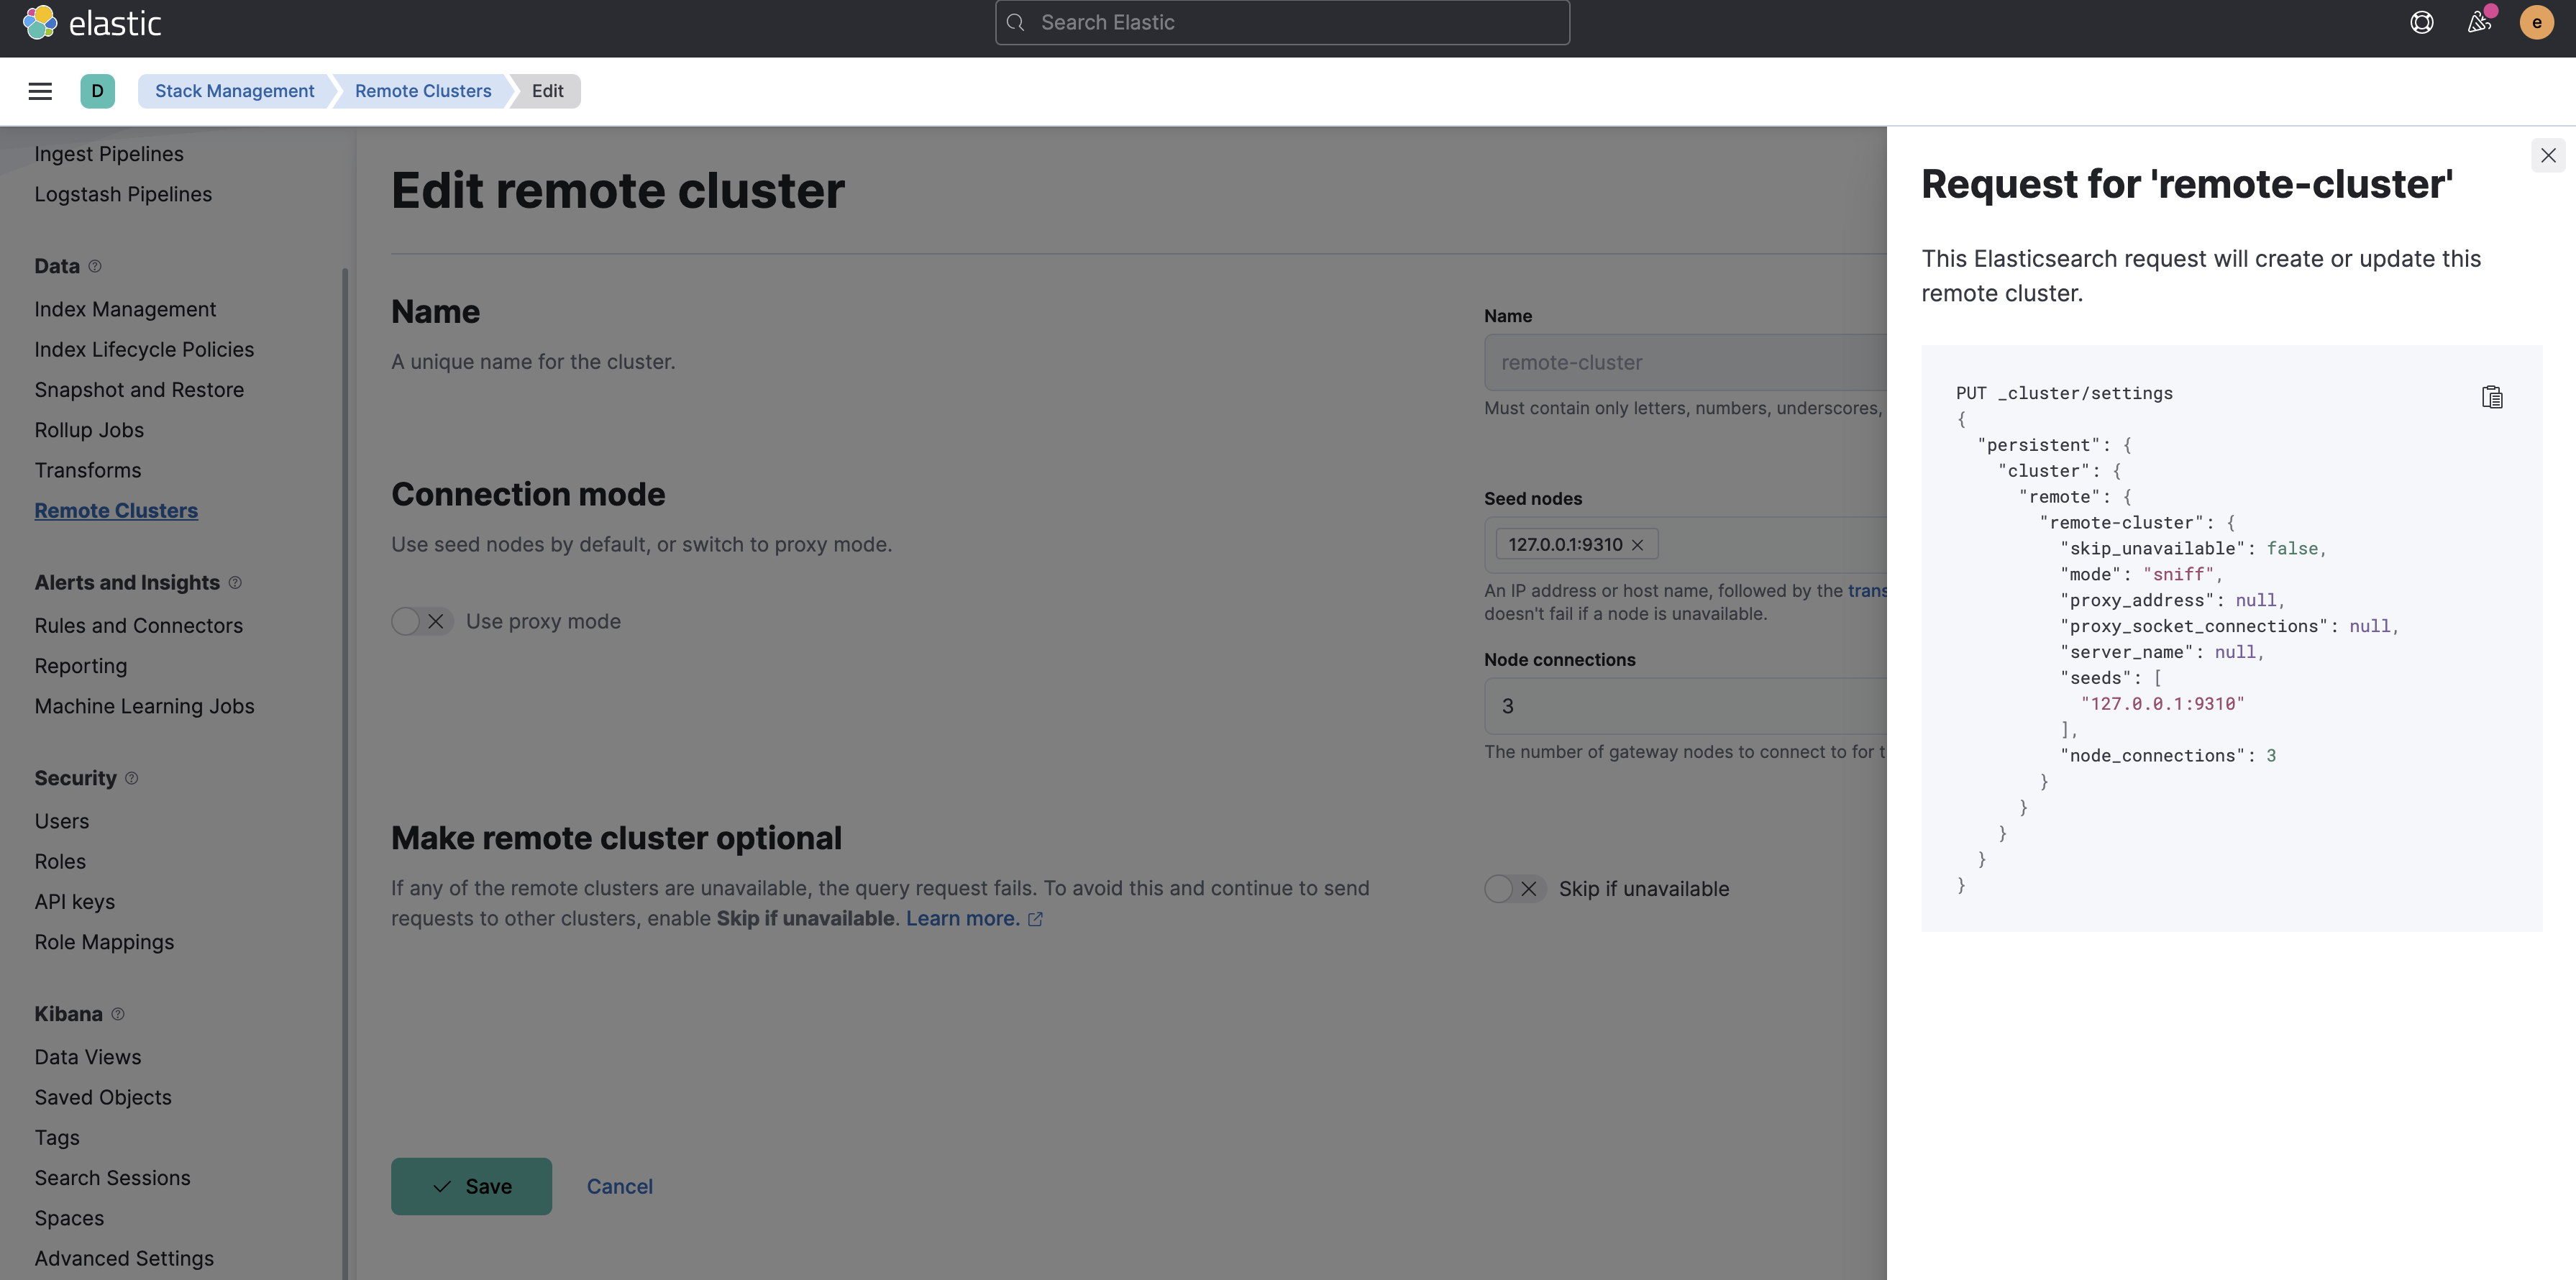 elastic
Search Elastic
e
D
Stack Management
Remote Clusters
Edit
Ingest Pipelines
Logstash Pipelines
Data
Index Management
Index Lifecycle Policies
Snapshot and Restore
Rollup Jobs
Transforms
Remote Clusters
Alerts and Insights
Rules and Connectors
Reporting
Machine Learning Jobs
Security
Users
Roles
API keys
Role Mappings
Kibana
Data Views
Saved Objects
Tags
Search Sessions
Spaces
Advanced Settings
Edit remote cluster
Name
A unique name for the cluster.
Name
remote-cluster
Must contain only letters, numbers, underscores,
Connection mode
Use seed nodes by default, or switch to proxy mode.
Use proxy mode
Seed nodes
127.0.0.1:9310
An IP address or host name, followed by the trans
doesn't fail if a node is unavailable.
Node connections
3
The number of gateway nodes to connect to for t
Make remote cluster optional
If any of the remote clusters are unavailable, the query request fails. To avoid this and continue to send
requests to other clusters, enable Skip if unavailable. Learn more.
Skip if unavailable
Save
Cancel
Request for 'remote-cluster'
This Elasticsearch request will create or update this
remote cluster.
PUT _cluster/settings
{
"persistent": {
"cluster": {
"remote": {
"remote-cluster": {
"skip_unavailable": false,
"mode": "sniff",
"proxy_address": null,
"proxy_socket_connections": null,
"server_name": null,
"seeds": [
"127.0.0.1:9310"
],
"node_connections": 3
}
}
}
}
}